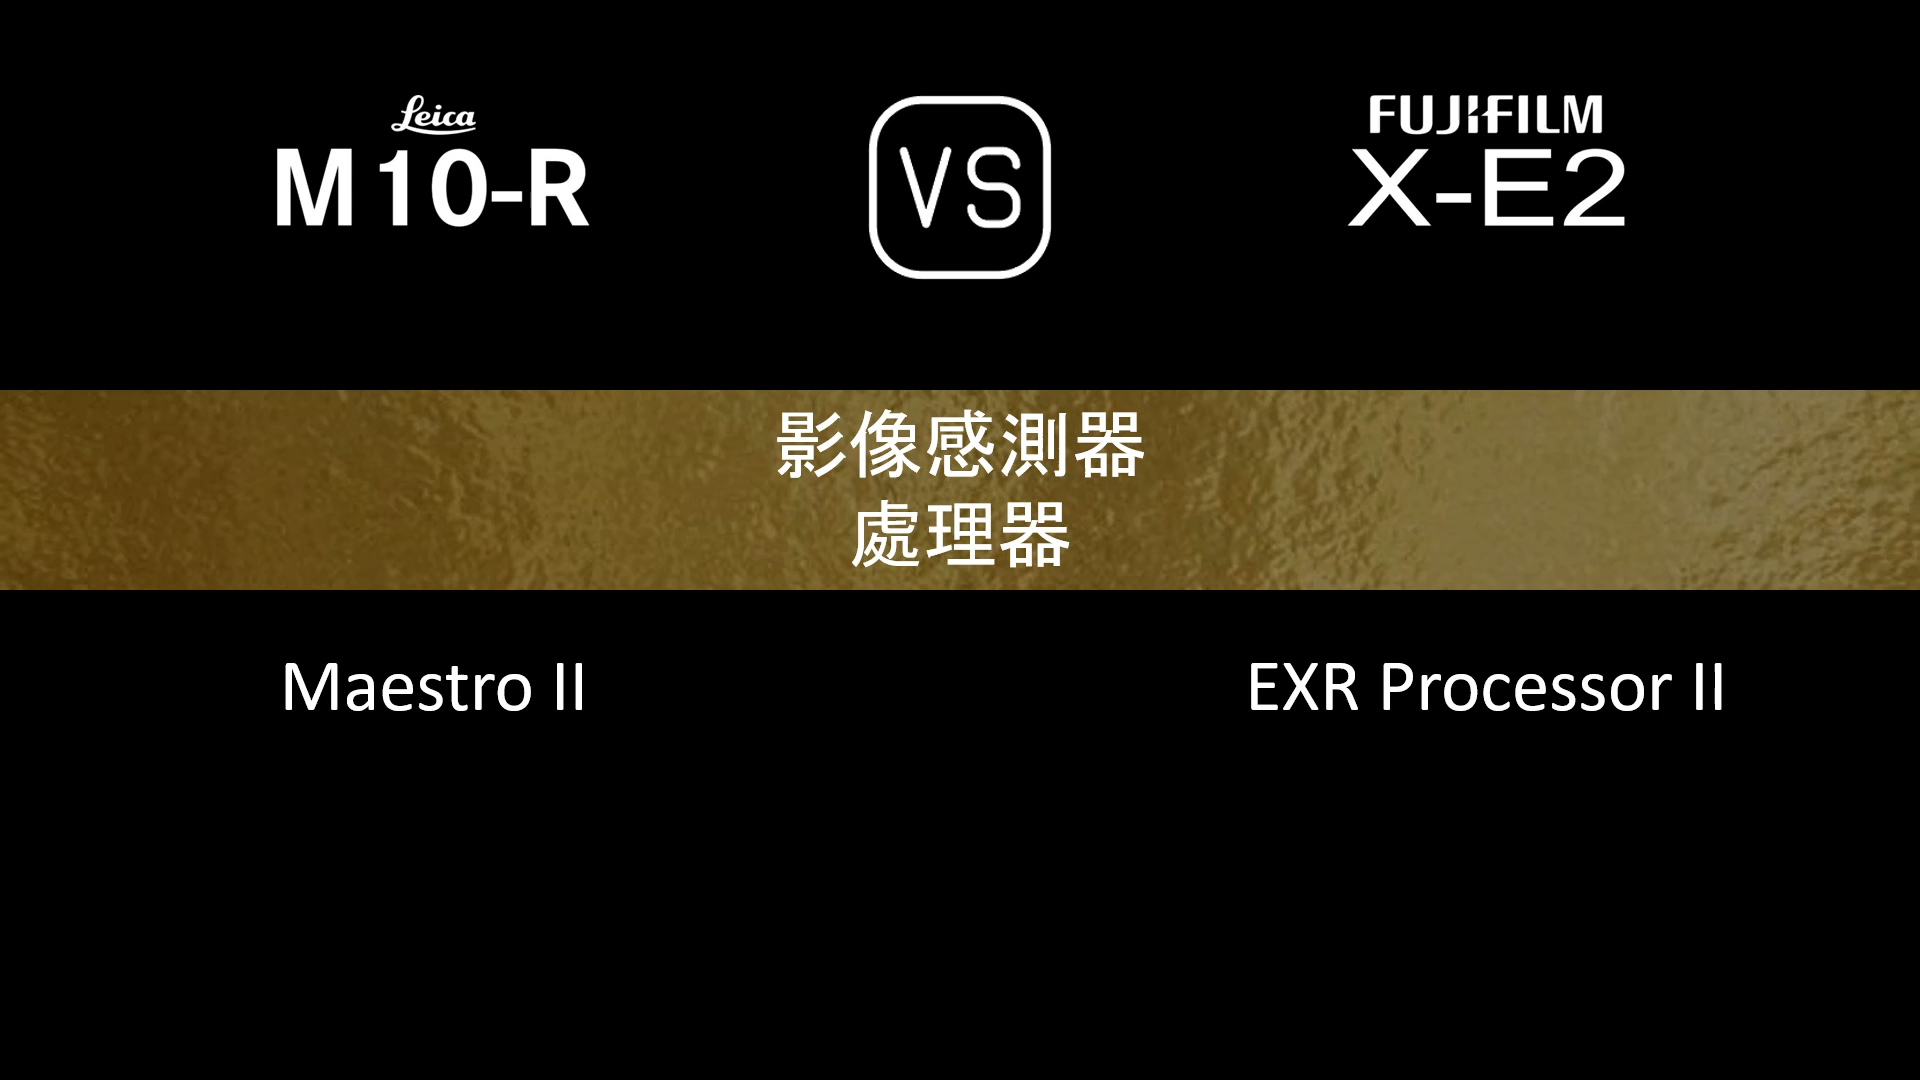 Leica
M10-R
VS
FUJIFILM
X-E2
影像感測器
處理器
Maestro II
EXR Processor II